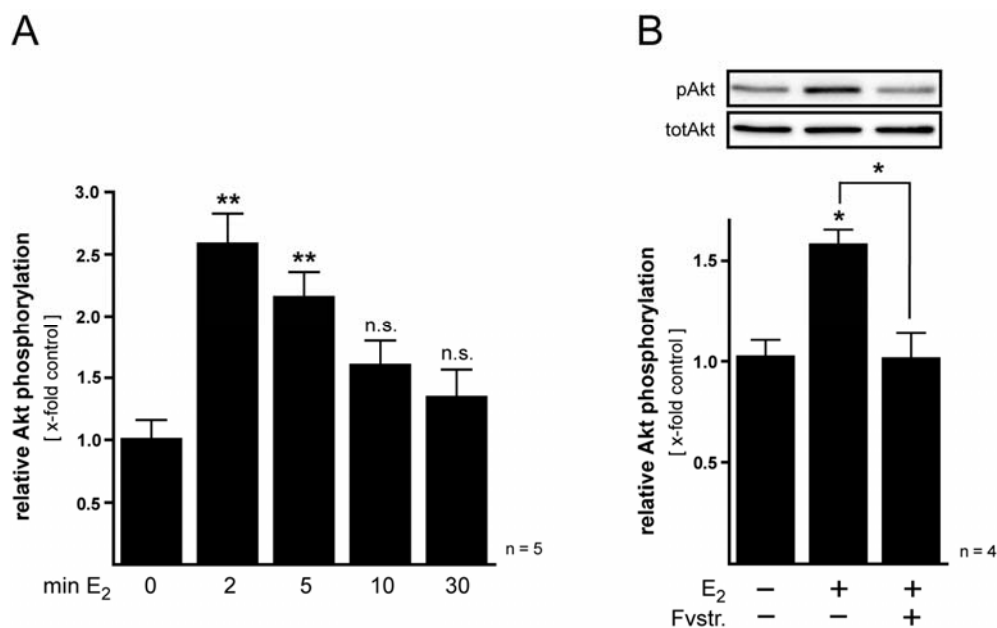 A
relative Akt phosphorylation
[ x-fold control ]
3.0
2.5
2.0
1.5
1.0
0.5
**
**
n.s.
n.s.
n = 5
min E2 0 2 5 10 30
B
pAkt
totAkt
*
*
relative Akt phosphorylation
[ x-fold control ]
1.5
1.0
0.5
n = 4
E2 – + +
Fvstr. – – +